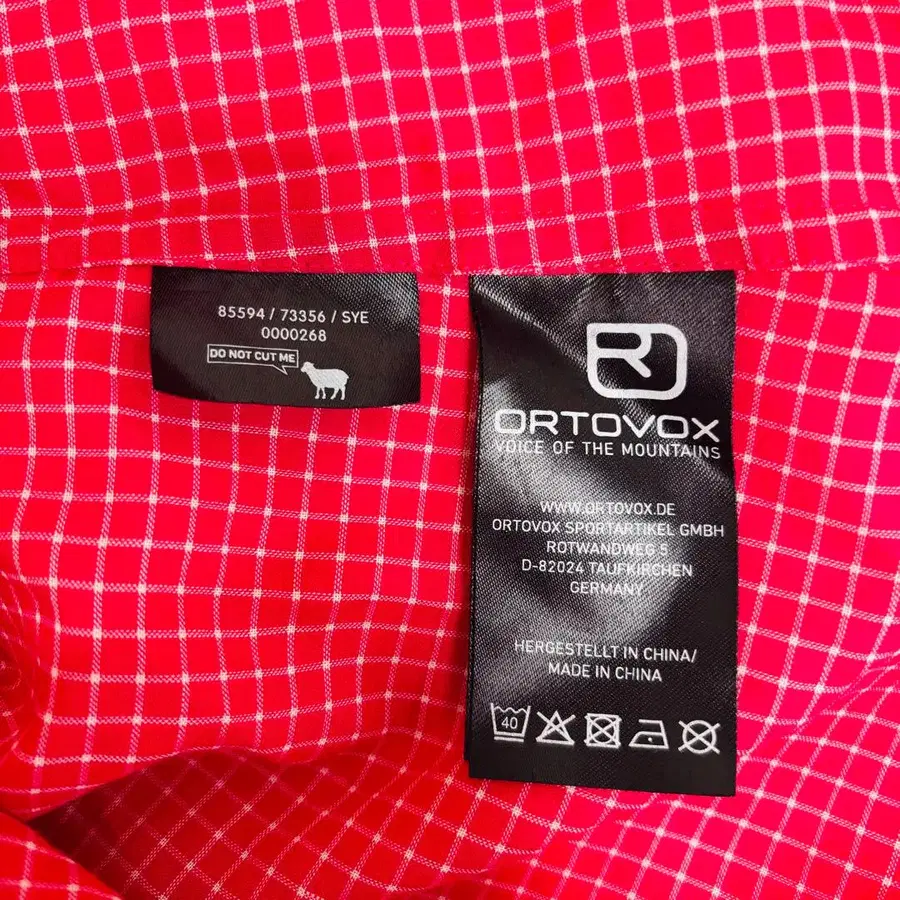 85594 / 73356 / SYE
0000268
DO NOT CUT ME
ORTOVOX
VOICE OF THE MOUNTAINS
WWW.ORTOVOX.DE
ORTOVOX SPORTARTIKEL GMBH
ROTWANDWEG 5
D-82024 TAUFKIRCHEN
GERMANY
HERGESTELLT IN CHINA/
MADE IN CHINA
40